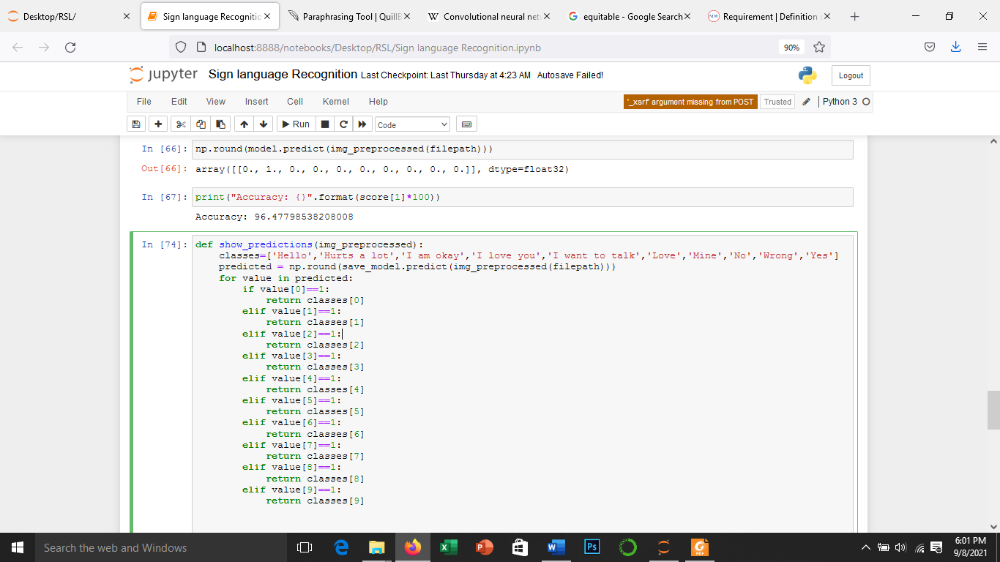 Desktop/RSL/
Sign language Recognitio
Paraphrasing Tool | QuillB
Convolutional neural net
equitable - Google Search
Requirement | Definition
localhost:8888/notebooks/Desktop/RSL/Sign language Recognition.ipynb
90%
jupyter Sign language Recognition Last Checkpoint: Last Thursday at 4:23 AM Autosave Failed!
Logout
File Edit View Insert Cell Kernel Help
'_xsrf' argument missing from POST
Trusted
Python 3
Run
Code
In [66]: np.round(model.predict(img_preprocessed(filepath)))
Out[66]: array([[0., 1., 0., 0., 0., 0., 0., 0., 0., 0.]], dtype=float32)
In [67]: print("Accuracy: {}".format(score[1]*100))
Accuracy: 96.47798538208008
In [74]: def show_predictions(img_preprocessed):
classes=['Hello','Hurts a lot','I am okay','I love you','I want to talk','Love','Mine','No','Wrong','Yes']
predicted = np.round(save_model.predict(img_preprocessed(filepath)))
for value in predicted:
if value[0]==1:
return classes[0]
elif value[1]==1:
return classes[1]
elif value[2]==1:
return classes[2]
elif value[3]==1:
return classes[3]
elif value[4]==1:
return classes[4]
elif value[5]==1:
return classes[5]
elif value[6]==1:
return classes[6]
elif value[7]==1:
return classes[7]
elif value[8]==1:
return classes[8]
elif value[9]==1:
return classes[9]
Search the web and Windows
6:01 PM
9/8/2021